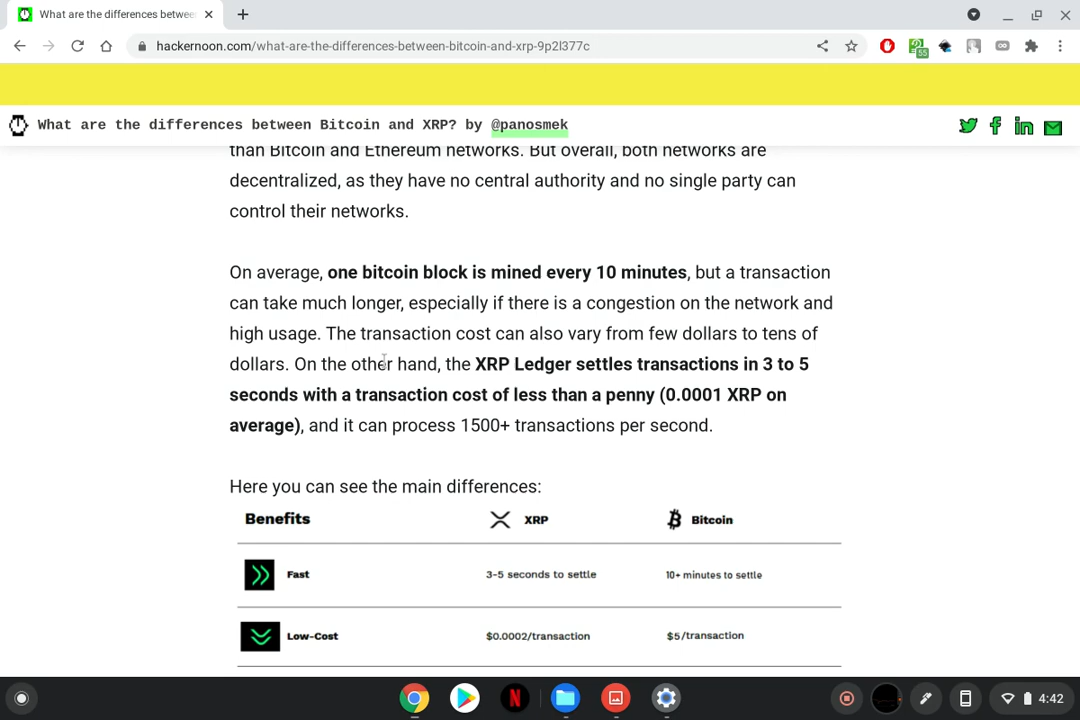 What are the differences betwee
hackernoon.com/what-are-the-differences-between-bitcoin-and-xrp-9p2l377c
55
What are the differences between Bitcoin and XRP? by @panosmek
than Bitcoin and Ethereum networks. But overall, both networks are
decentralized, as they have no central authority and no single party can
control their networks.
On average, one bitcoin block is mined every 10 minutes, but a transaction
can take much longer, especially if there is a congestion on the network and
high usage. The transaction cost can also vary from few dollars to tens of
dollars. On the other hand, the XRP Ledger settles transactions in 3 to 5
seconds with a transaction cost of less than a penny (0.0001 XRP on
average), and it can process 1500+ transactions per second.
Here you can see the main differences:
Benefits XRP Bitcoin
Fast 3-5 seconds to settle 10+ minutes to settle
Low-Cost $0.0002/transaction $5/transaction
4:42